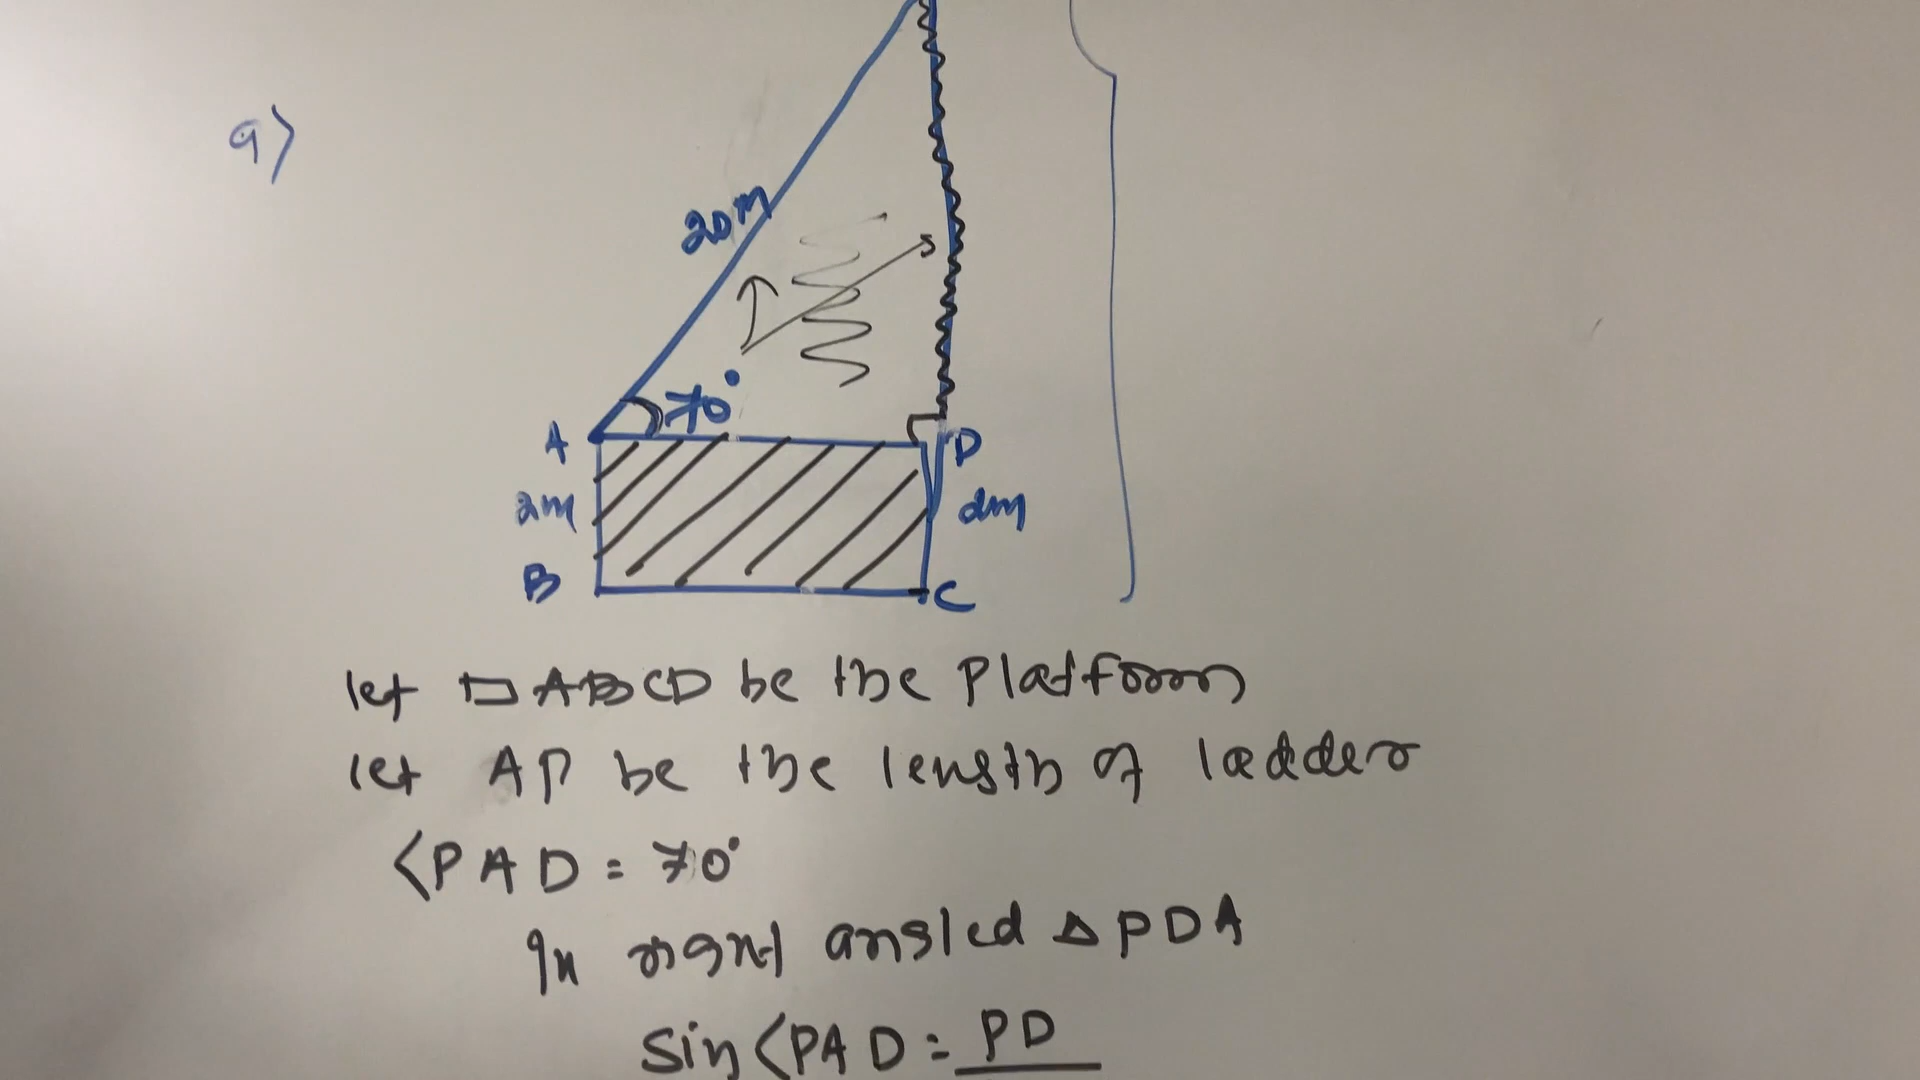 9)
20m
70°
A
D
2m
2m
B
C
let □ ABCD be the Platform
let AP be the length of ladder
<PAD = 70°
In right angled △ PDA
Sin <PAD = PD